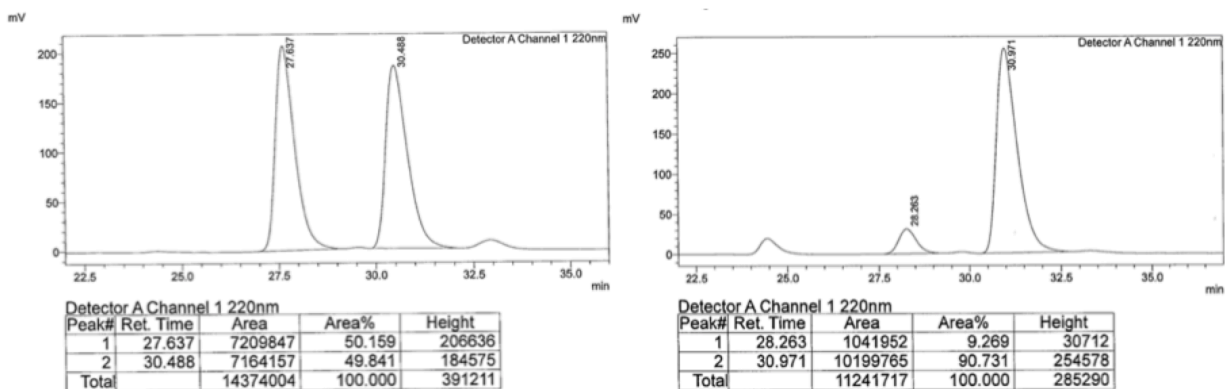 mV
Detector A Channel 1 220nm
27.637
30.488
200
150
100
50
0
22.5 25.0 27.5 30.0 32.5 35.0
min
Detector A Channel 1 220nm
Peak# Ret. Time Area Area% Height
1 27.637 7209847 50.159 206636
2 30.488 7164157 49.841 184575
Total 14374004 100.000 391211
mV
Detector A Channel 1 220nm
28.263
30.971
250
200
150
100
50
0
22.5 25.0 27.5 30.0 32.5 35.0
min
Detector A Channel 1 220nm
Peak# Ret. Time Area Area% Height
1 28.263 1041952 9.269 30712
2 30.971 10199765 90.731 254578
Total 11241717 100.000 285290